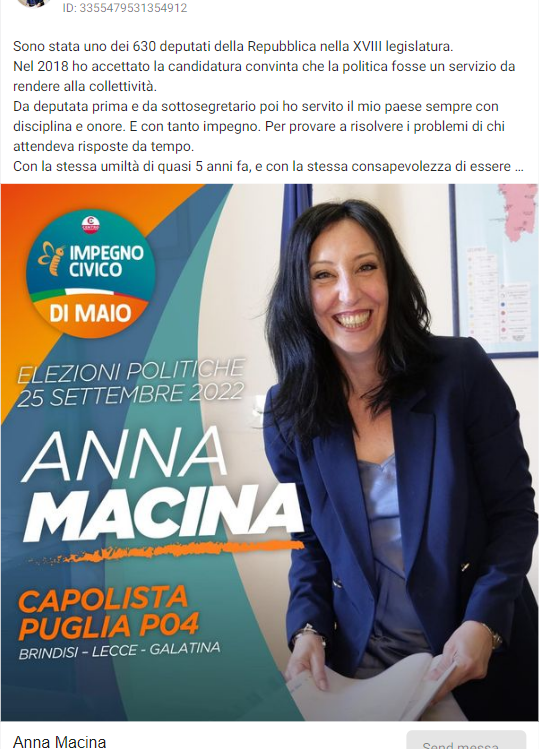 ID: 3355479531354912
Sono stata uno dei 630 deputati della Repubblica nella XVIII legislatura.
Nel 2018 ho accettato la candidatura convinta che la politica fosse un servizio da
rendere alla collettività.
Da deputata prima e da sottosegretario poi ho servito il mio paese sempre con
disciplina e onore. E con tanto impegno. Per provare a risolvere i problemi di chi
attendeva risposte da tempo.
Con la stessa umiltà di quasi 5 anni fa, e con la stessa consapevolezza di essere ...
IMPEGNO
CIVICO
DI MAIO
ELEZIONI POLITICHE
25 SETTEMBRE 2022
ANNA
MACINA
CAPOLISTA
PUGLIA P04
BRINDISI – LECCE - GALATINA
Anna Macina
Send message